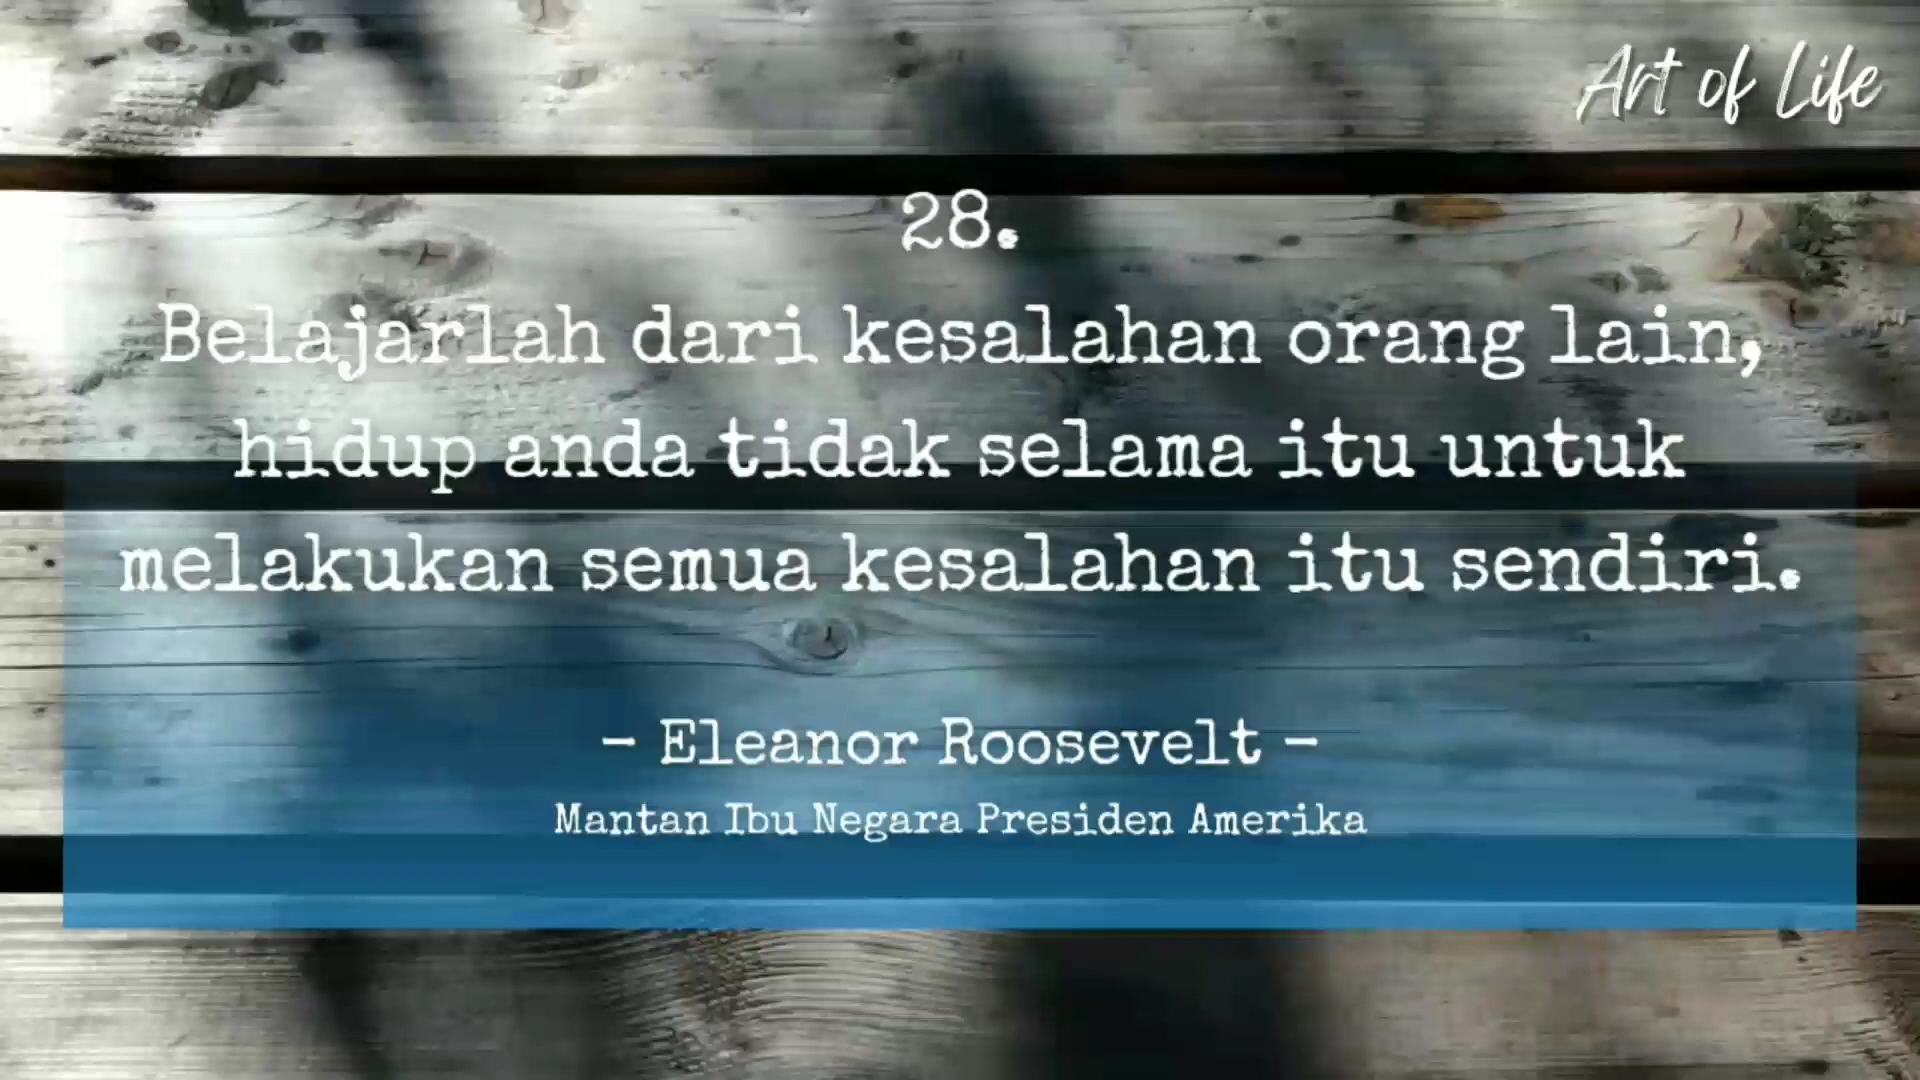 Art of Life
28.
Belajarlah dari kesalahan orang lain,
hidup anda tidak selama itu untuk
melakukan semua kesalahan itu sendiri.
- Eleanor Roosevelt -
Mantan Ibu Negara Presiden Amerika